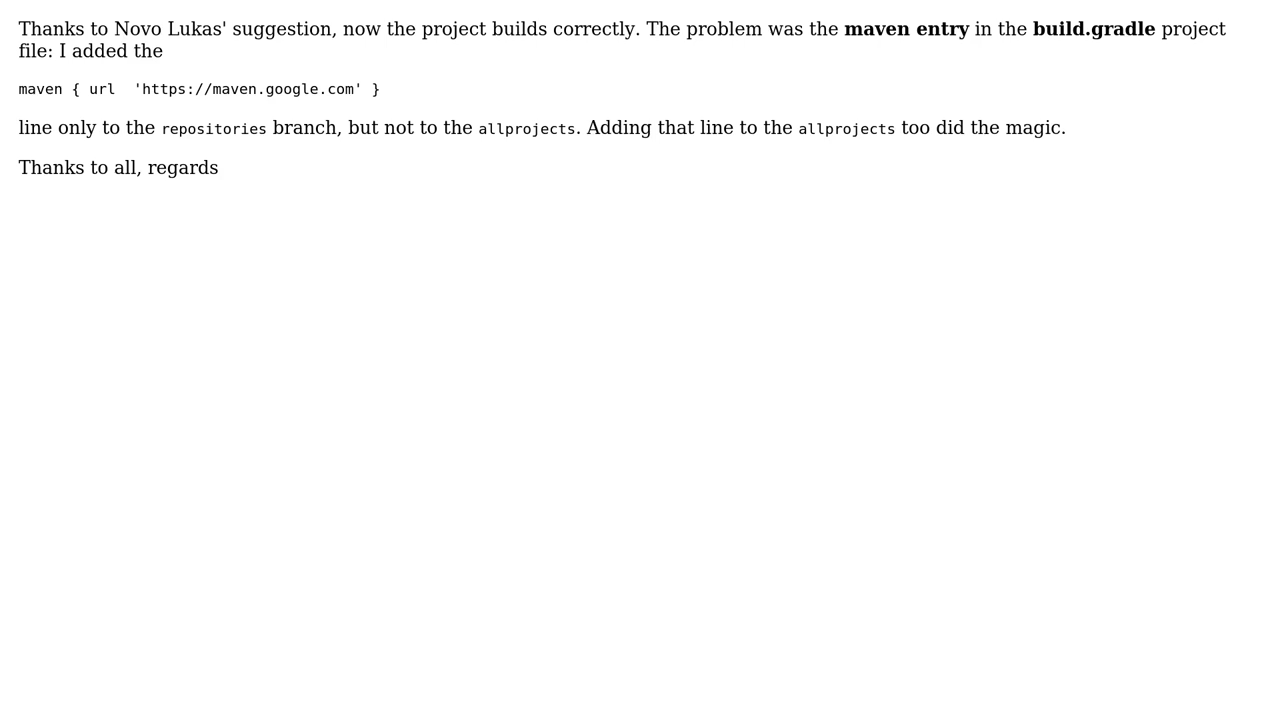 Thanks to Novo Lukas' suggestion, now the project builds correctly. The problem was the maven entry in the build.gradle project
file: I added the
maven { url  'https://maven.google.com' }
line only to the repositories branch, but not to the allprojects. Adding that line to the allprojects too did the magic.
Thanks to all, regards